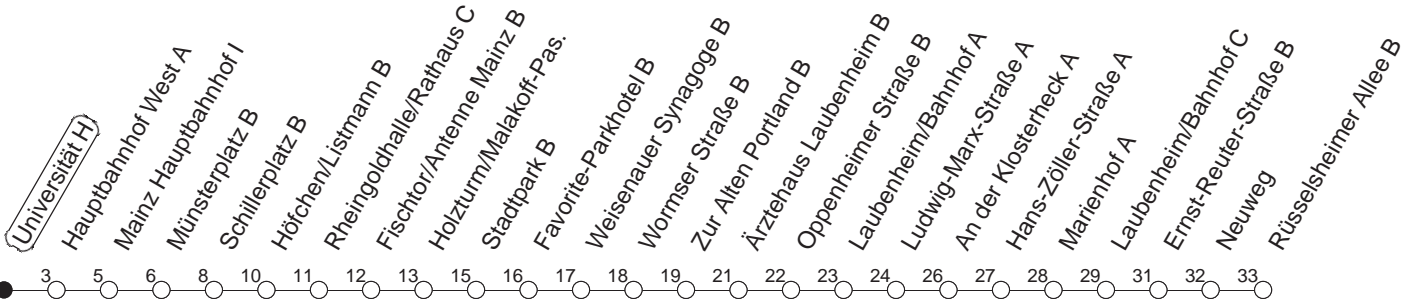 Universität H
Hauptbahnhof West A
Mainz Hauptbahnhof I
Münsterplatz B
Schillerplatz B
Höfchen/Listmann B
Rheingoldhalle/Rathaus C
Fischtor/Antenne Mainz B
Holzturm/Malakoff-Pas.
Stadtpark B
Favorite-Parkhotel B
Weisenauer Synagoge B
Wormser Straße B
Zur Alten Portland B
Ärztehaus Laubenheim B
Oppenheimer Straße B
Laubenheim/Bahnhof A
Ludwig-Marx-Straße A
An der Klosterheck A
Hans-Zöller-Straße A
Marienhof A
Laubenheim/Bahnhof C
Ernst-Reuter-Straße B
Neuweg
Rüsselsheimer Allee B
3 5 6 8 10 11 12 13 15 16 17 18 19 21 22 23 24 26 27 28 29 31 32 33